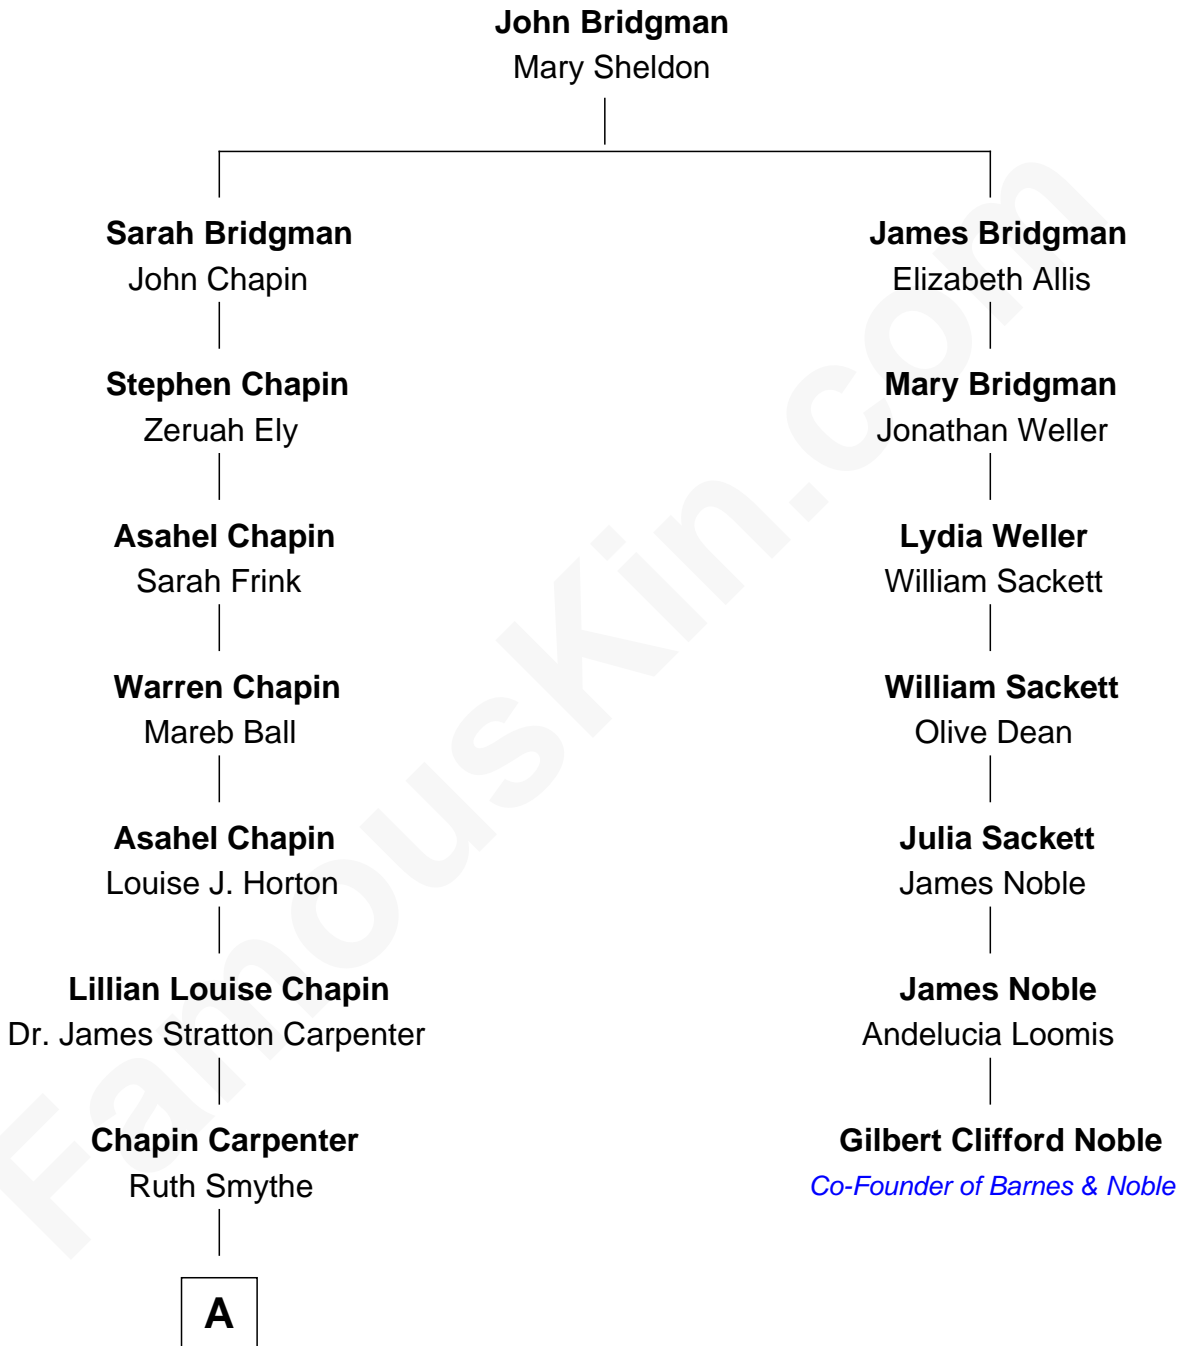 John Bridgman
Mary Sheldon
Sarah Bridgman
John Chapin
James Bridgman
Elizabeth Allis
Stephen Chapin
Zeruah Ely
Mary Bridgman
Jonathan Weller
Asahel Chapin
Sarah Frink
Lydia Weller
William Sackett
Warren Chapin
Mareb Ball
William Sackett
Olive Dean
Asahel Chapin
Louise J. Horton
Julia Sackett
James Noble
Lillian Louise Chapin
Dr. James Stratton Carpenter
James Noble
Andelucia Loomis
Chapin Carpenter
Ruth Smythe
Gilbert Clifford Noble
Co-Founder of Barnes & Noble
A
FamousKin.com